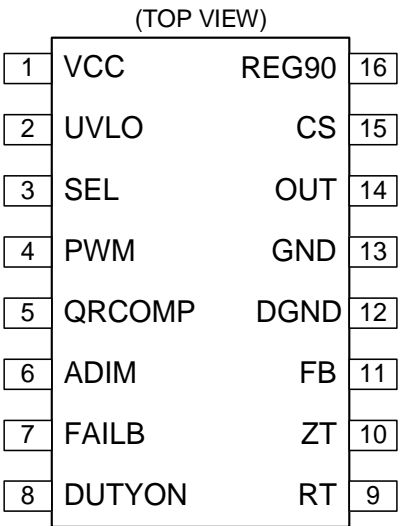 (TOP VIEW)
1 VCC REG90 16
2 UVLO CS 15
3 SEL OUT 14
4 PWM GND 13
5 QRCOMP DGND 12
6 ADIM FB 11
7 FAILB ZT 10
8 DUTYON RT 9